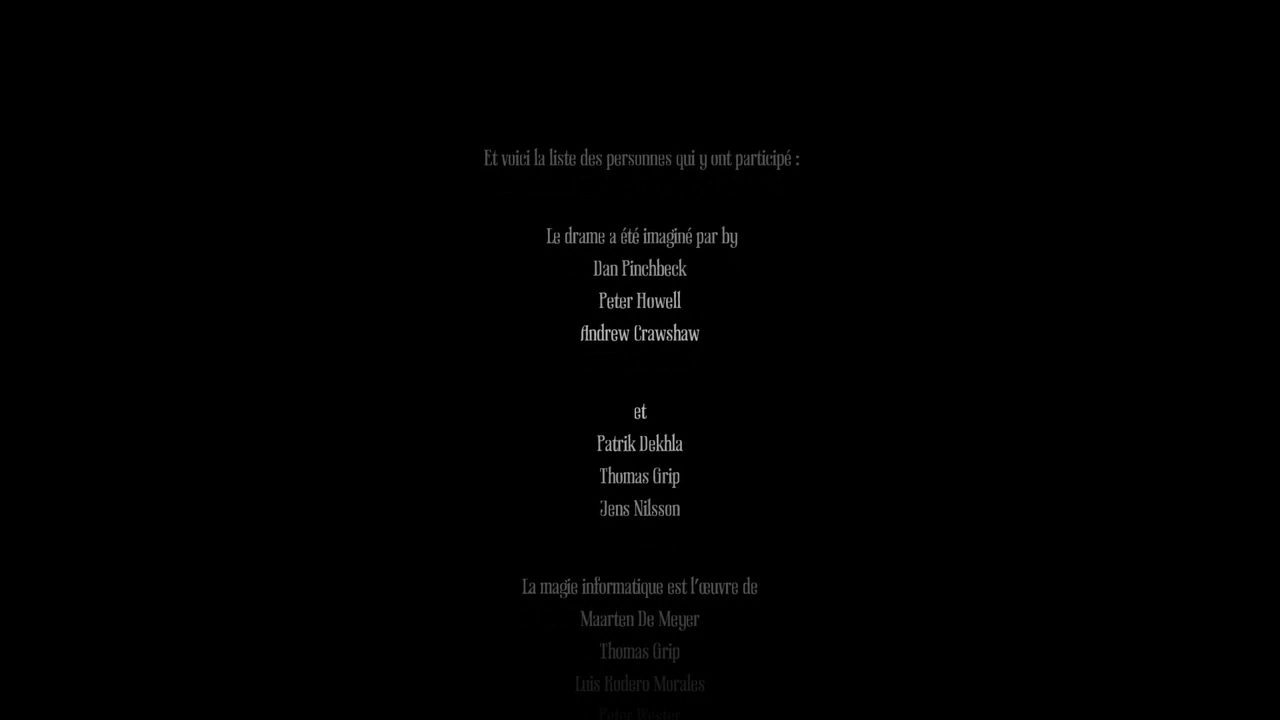 Et voici la liste des personnes qui y ont participé :
Le drame a été imaginé par by
Dan Pinchbeck
Peter Howell
Andrew Crawshaw
et
Patrik Dekhla
Thomas Grip
Jens Nilsson
La magie informatique est l'œuvre de
Maarten De Meyer
Thomas Grip
Luis Rodero Morales
Peter Wester